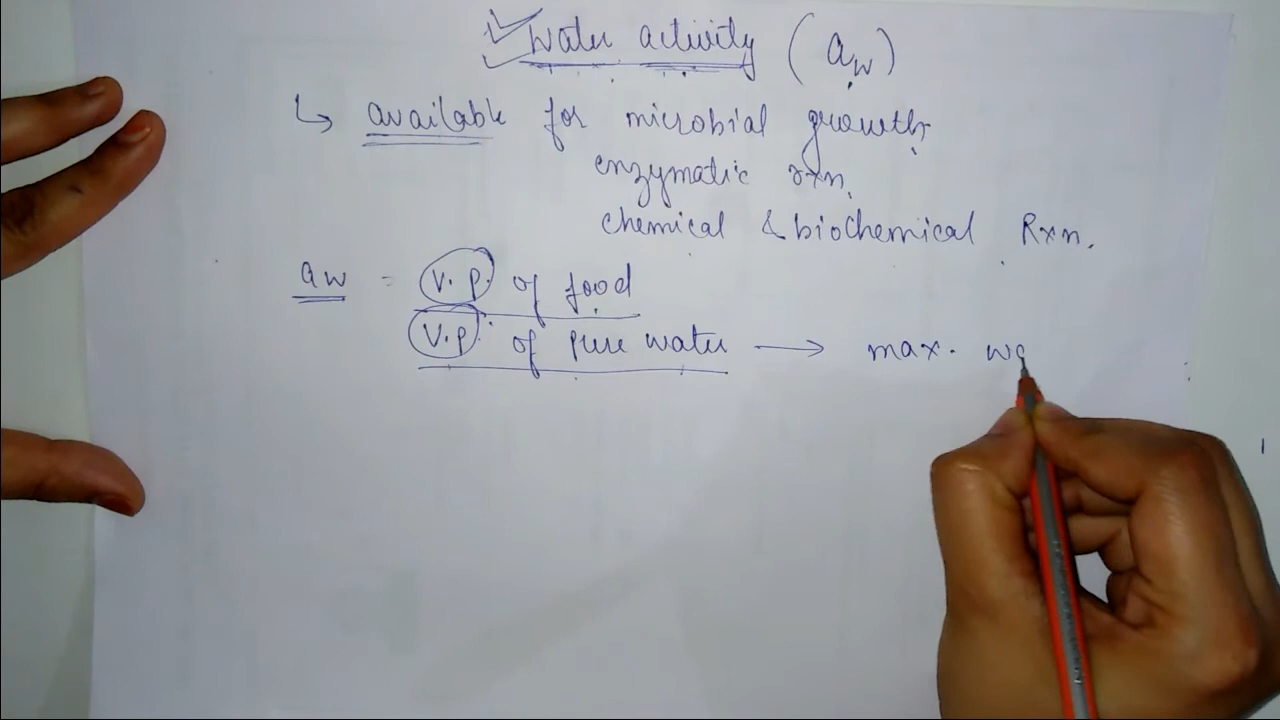 Water activity (aw)
↳ available for microbial growth
enzymatic rxn.
chemical & biochemical Rxn.
aw = V.p. of food
V.p. of pure water → max.